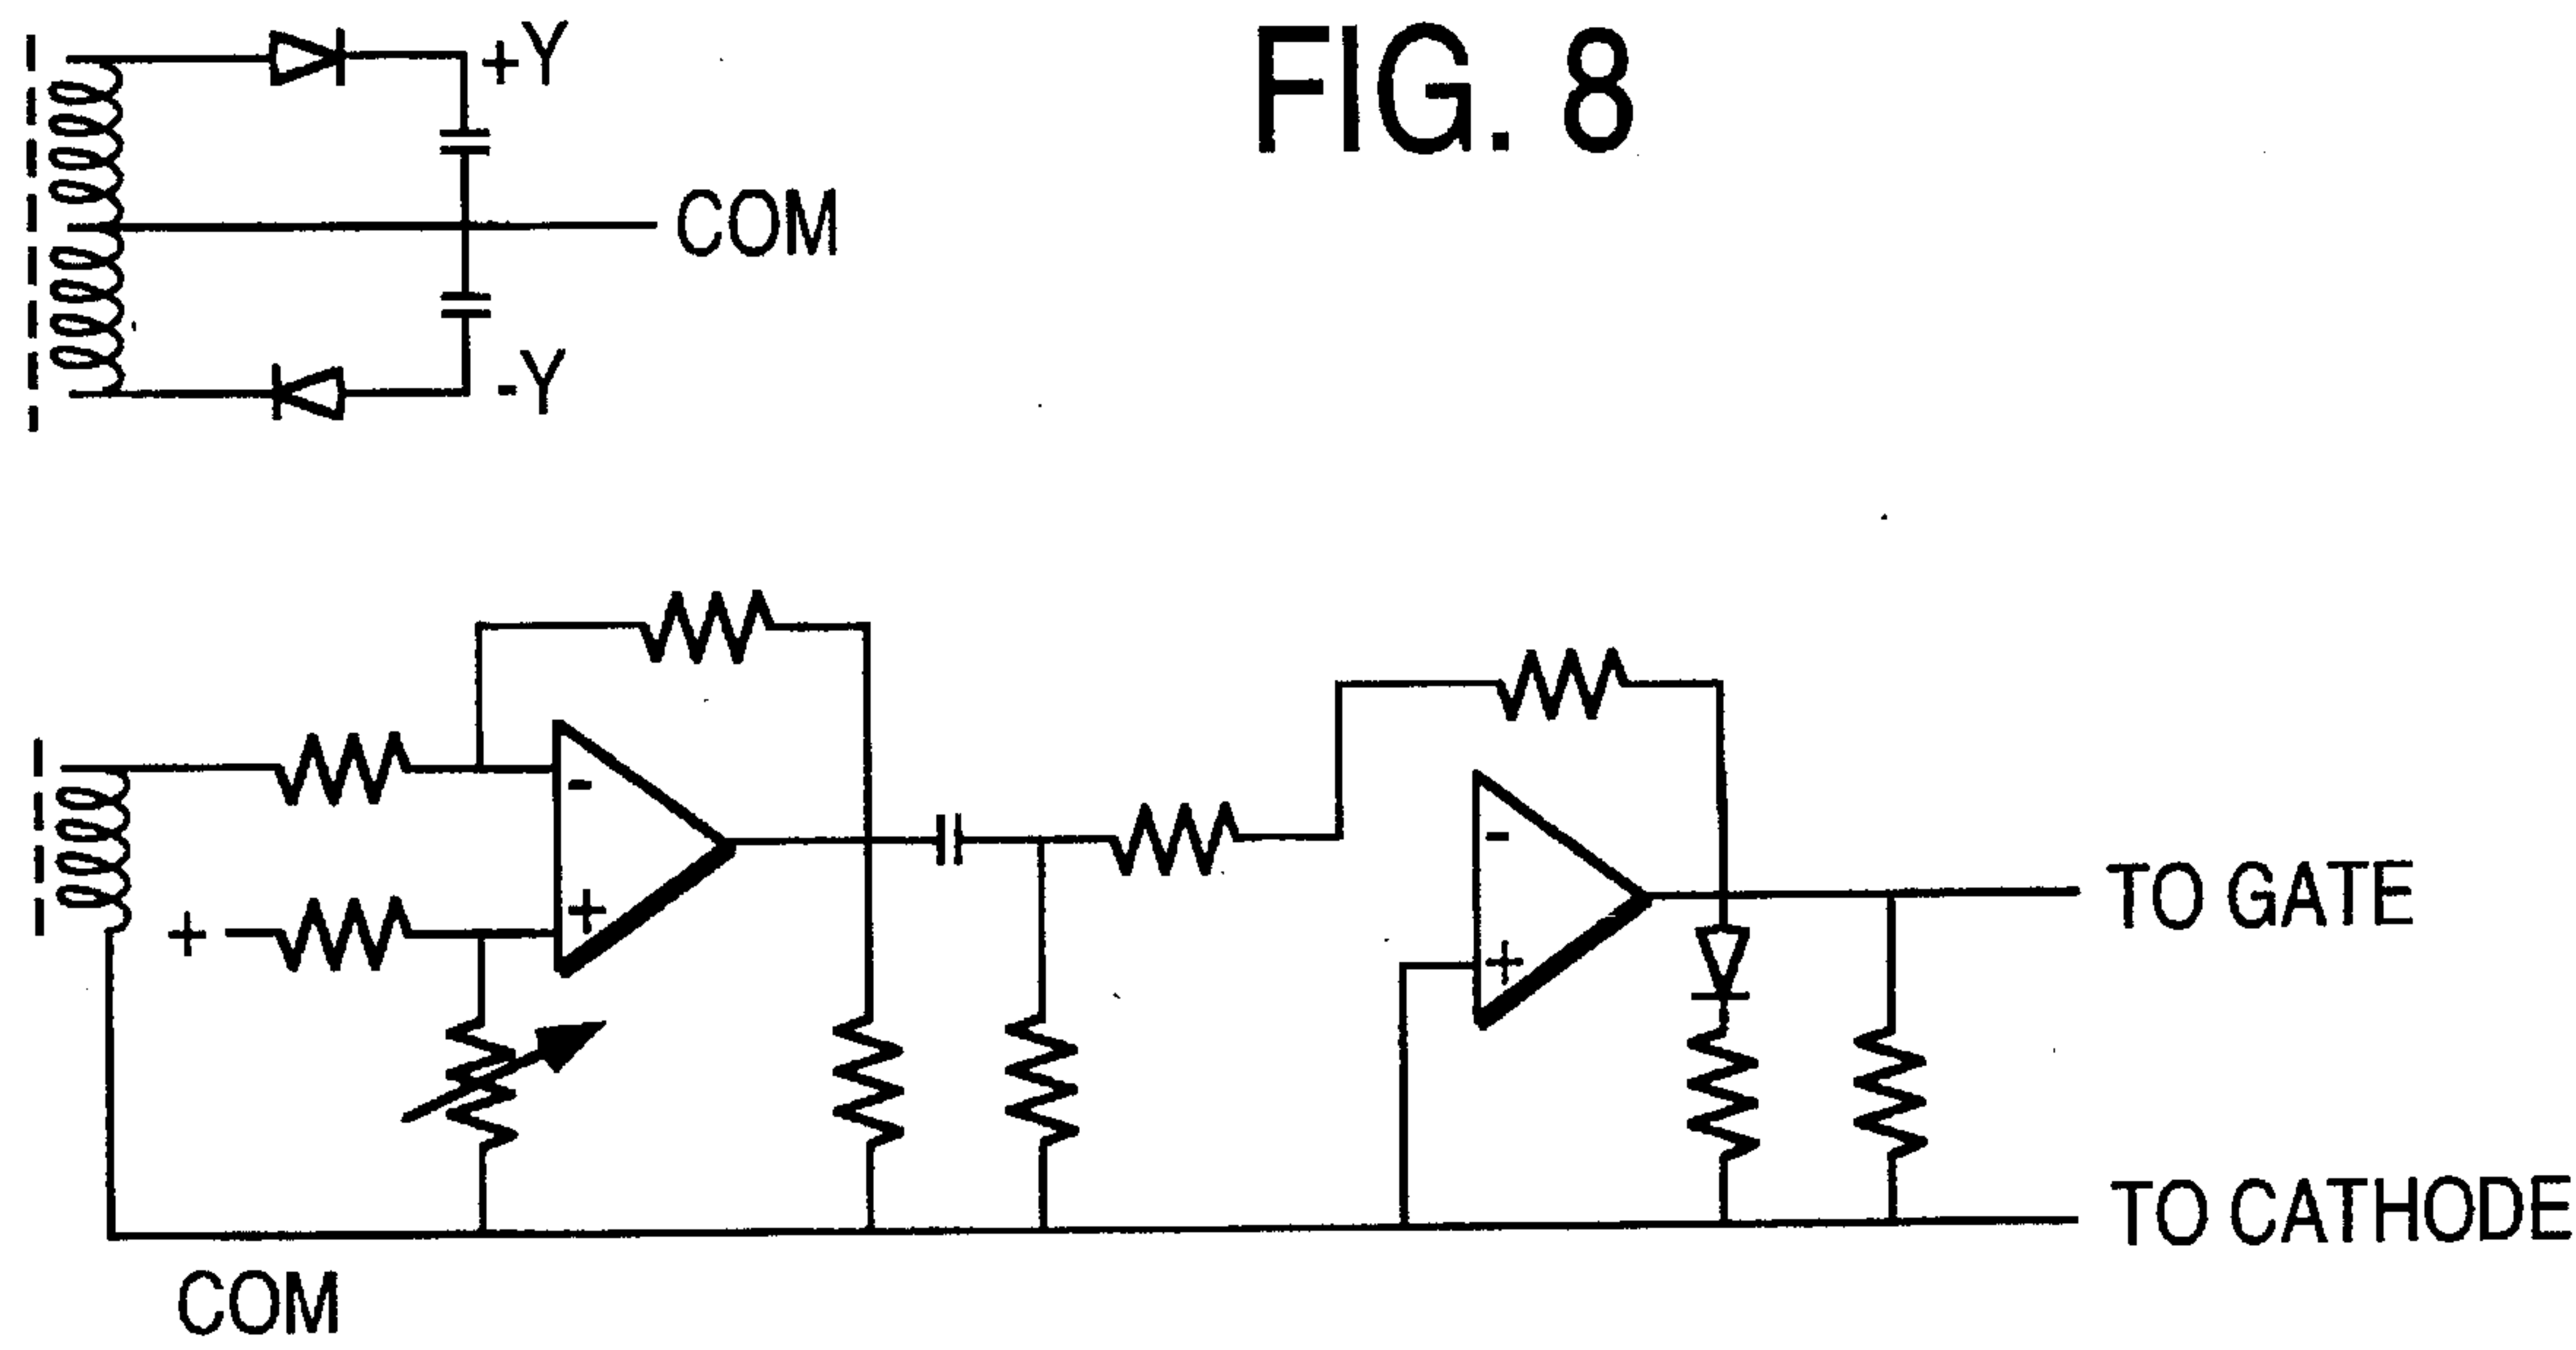 FIG. 8
+Y
COM
-Y
-
+
+
-
+
TO GATE
TO CATHODE
COM